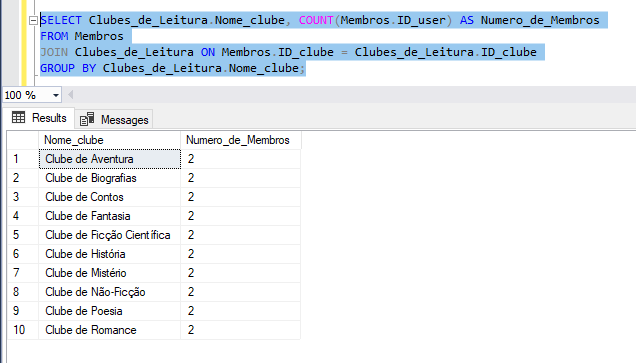 SELECT Clubes_de_Leitura.Nome_clube, COUNT(Membros.ID_user) AS Numero_de_Membros
FROM Membros
JOIN Clubes_de_Leitura ON Membros.ID_clube = Clubes_de_Leitura.ID_clube
GROUP BY Clubes_de_Leitura.Nome_clube;
100 %
Results Messages
Nome_clube Numero_de_Membros
1 Clube de Aventura 2
2 Clube de Biografias 2
3 Clube de Contos 2
4 Clube de Fantasia 2
5 Clube de Ficção Científica 2
6 Clube de História 2
7 Clube de Mistério 2
8 Clube de Não-Ficção 2
9 Clube de Poesia 2
10 Clube de Romance 2